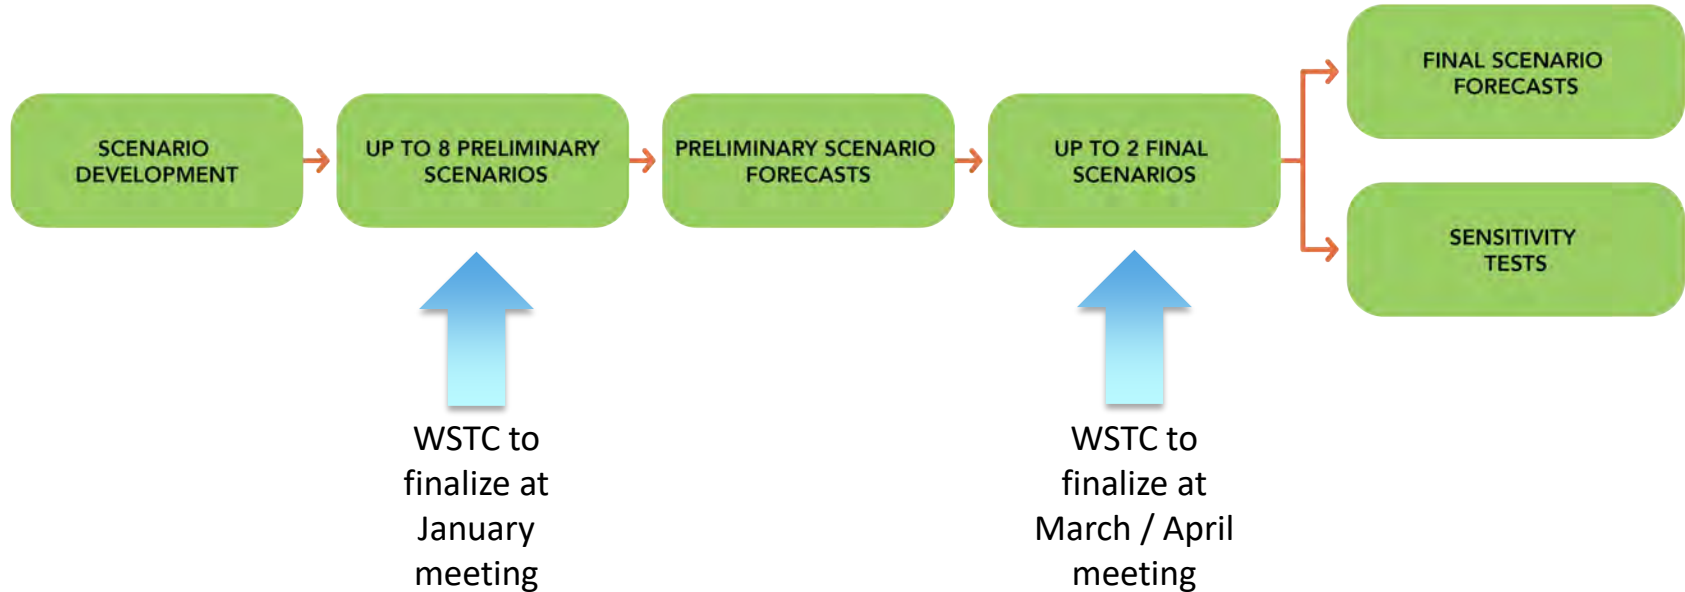 SCENARIO
DEVELOPMENT
UP TO 8 PRELIMINARY
SCENARIOS
PRELIMINARY SCENARIO
FORECASTS
UP TO 2 FINAL
SCENARIOS
FINAL SCENARIO
FORECASTS
SENSITIVITY
TESTS
WSTC to
finalize at
January
meeting
WSTC to
finalize at
March / April
meeting